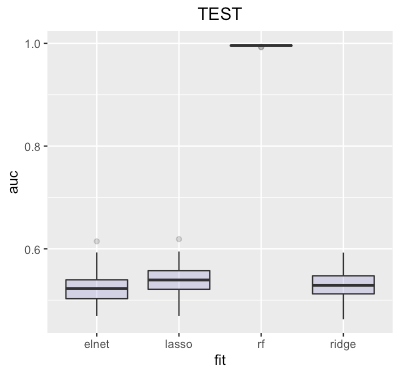 TEST
1.0
0.8
0.6
auc
elnet lasso rf ridge
fit